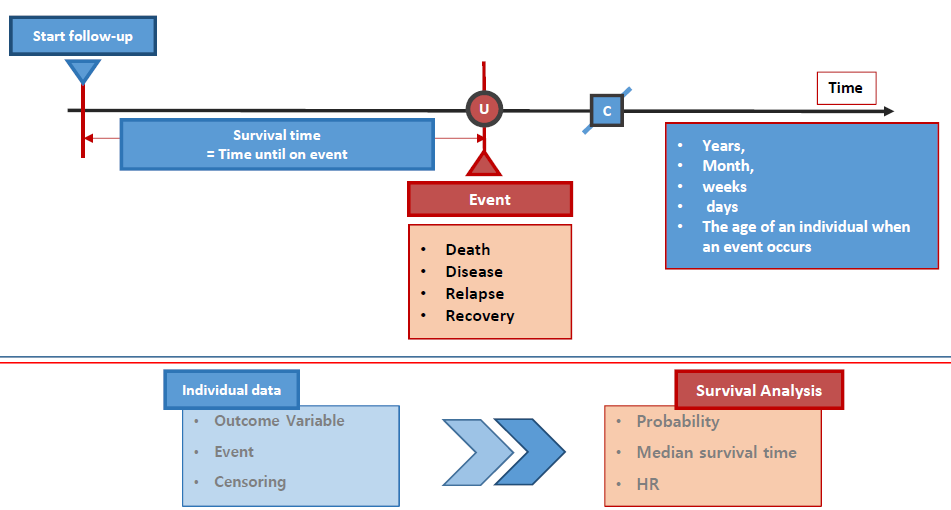 Start follow-up
Time
U
C
Survival time
= Time until on event
• Years,
• Month,
• weeks
• days
• The age of an individual when
an event occurs
Event
• Death
• Disease
• Relapse
• Recovery
Individual data
• Outcome Variable
• Event
• Censoring
Survival Analysis
• Probability
• Median survival time
• HR